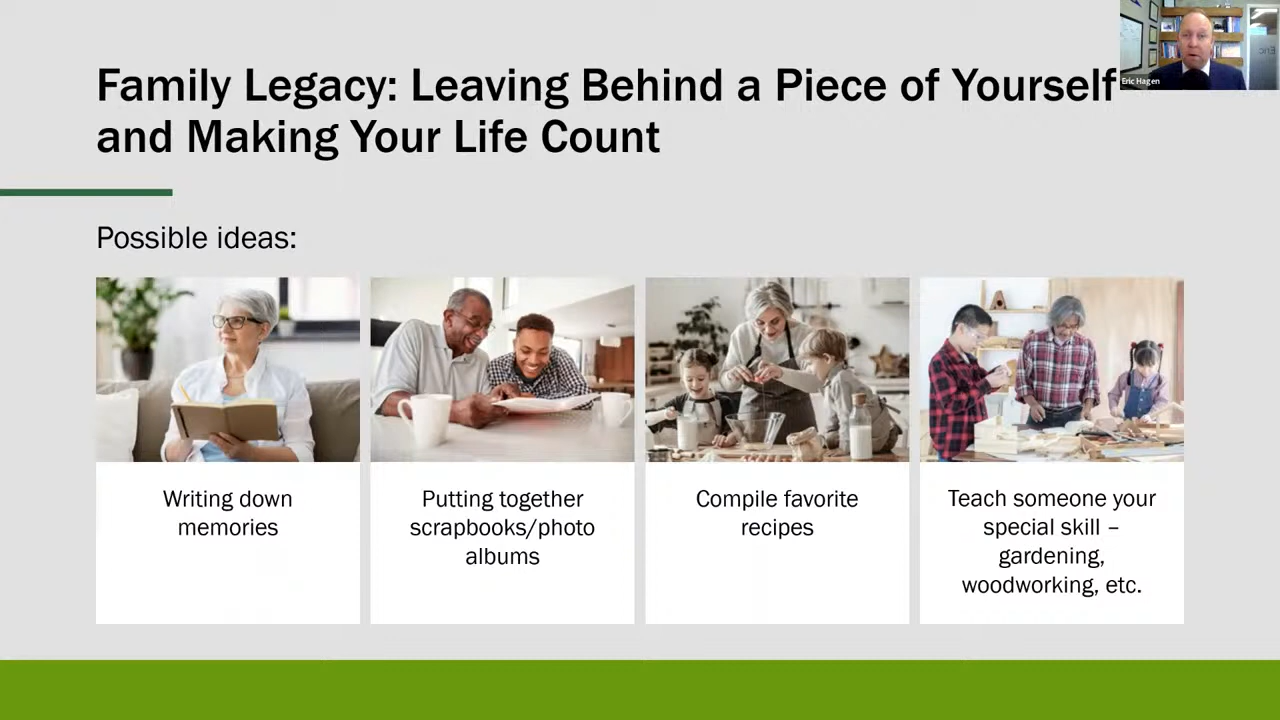 Family Legacy: Leaving Behind a Piece of Yourself
and Making Your Life Count
Eric Hagen
Possible ideas:
Writing down
memories
Putting together
scrapbooks/photo
albums
Compile favorite
recipes
Teach someone your
special skill –
gardening,
woodworking, etc.